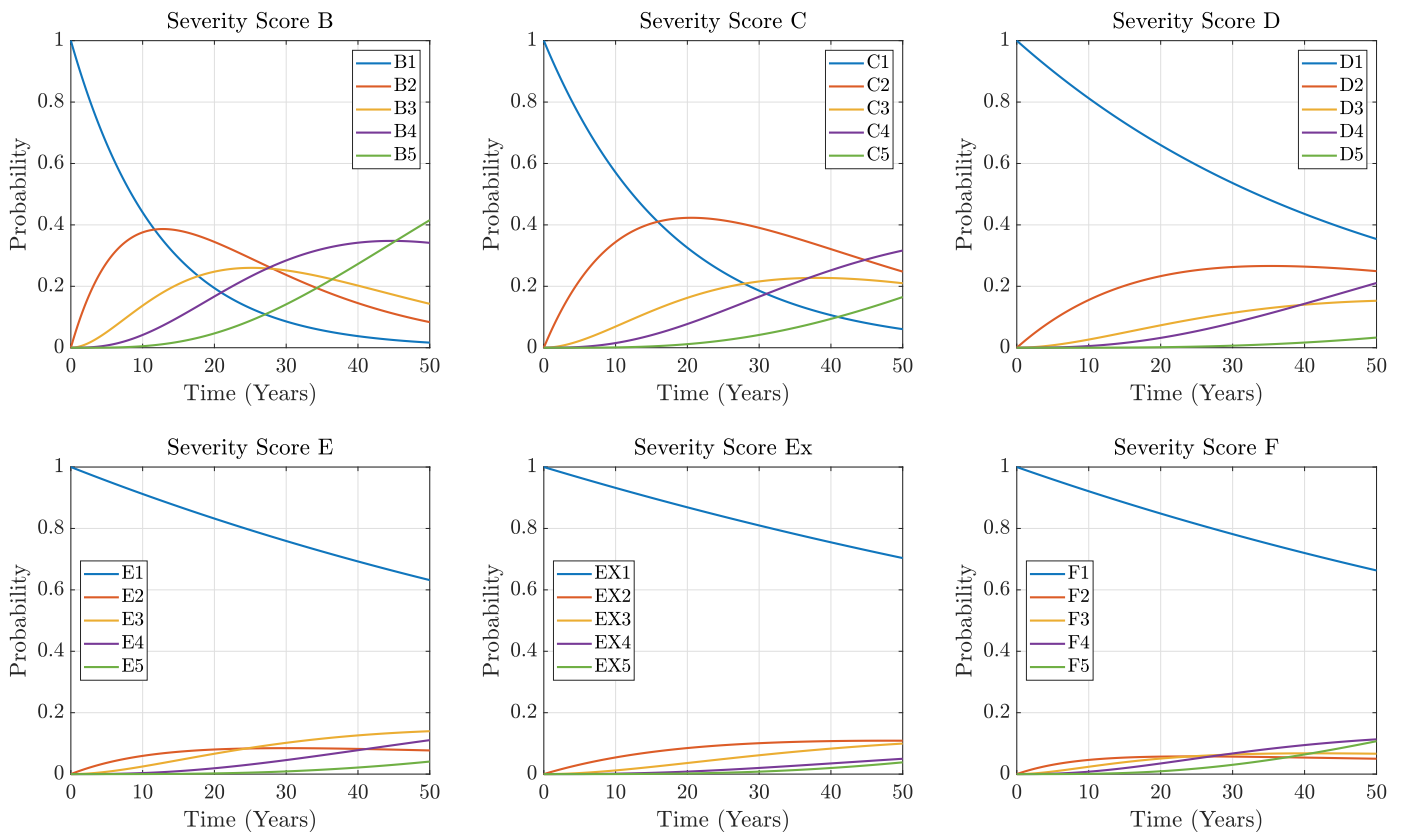 Severity Score B
Probability
1
0.8
0.6
0.4
0.2
0
0 10 20 30 40 50
Time (Years)
B1
B2
B3
B4
B5
Severity Score C
Probability
1
0.8
0.6
0.4
0.2
0
0 10 20 30 40 50
Time (Years)
C1
C2
C3
C4
C5
Severity Score D
Probability
1
0.8
0.6
0.4
0.2
0
0 10 20 30 40 50
Time (Years)
D1
D2
D3
D4
D5
Severity Score E
Probability
1
0.8
0.6
0.4
0.2
0
0 10 20 30 40 50
Time (Years)
E1
E2
E3
E4
E5
Severity Score Ex
Probability
1
0.8
0.6
0.4
0.2
0
0 10 20 30 40 50
Time (Years)
EX1
EX2
EX3
EX4
EX5
Severity Score F
Probability
1
0.8
0.6
0.4
0.2
0
0 10 20 30 40 50
Time (Years)
F1
F2
F3
F4
F5